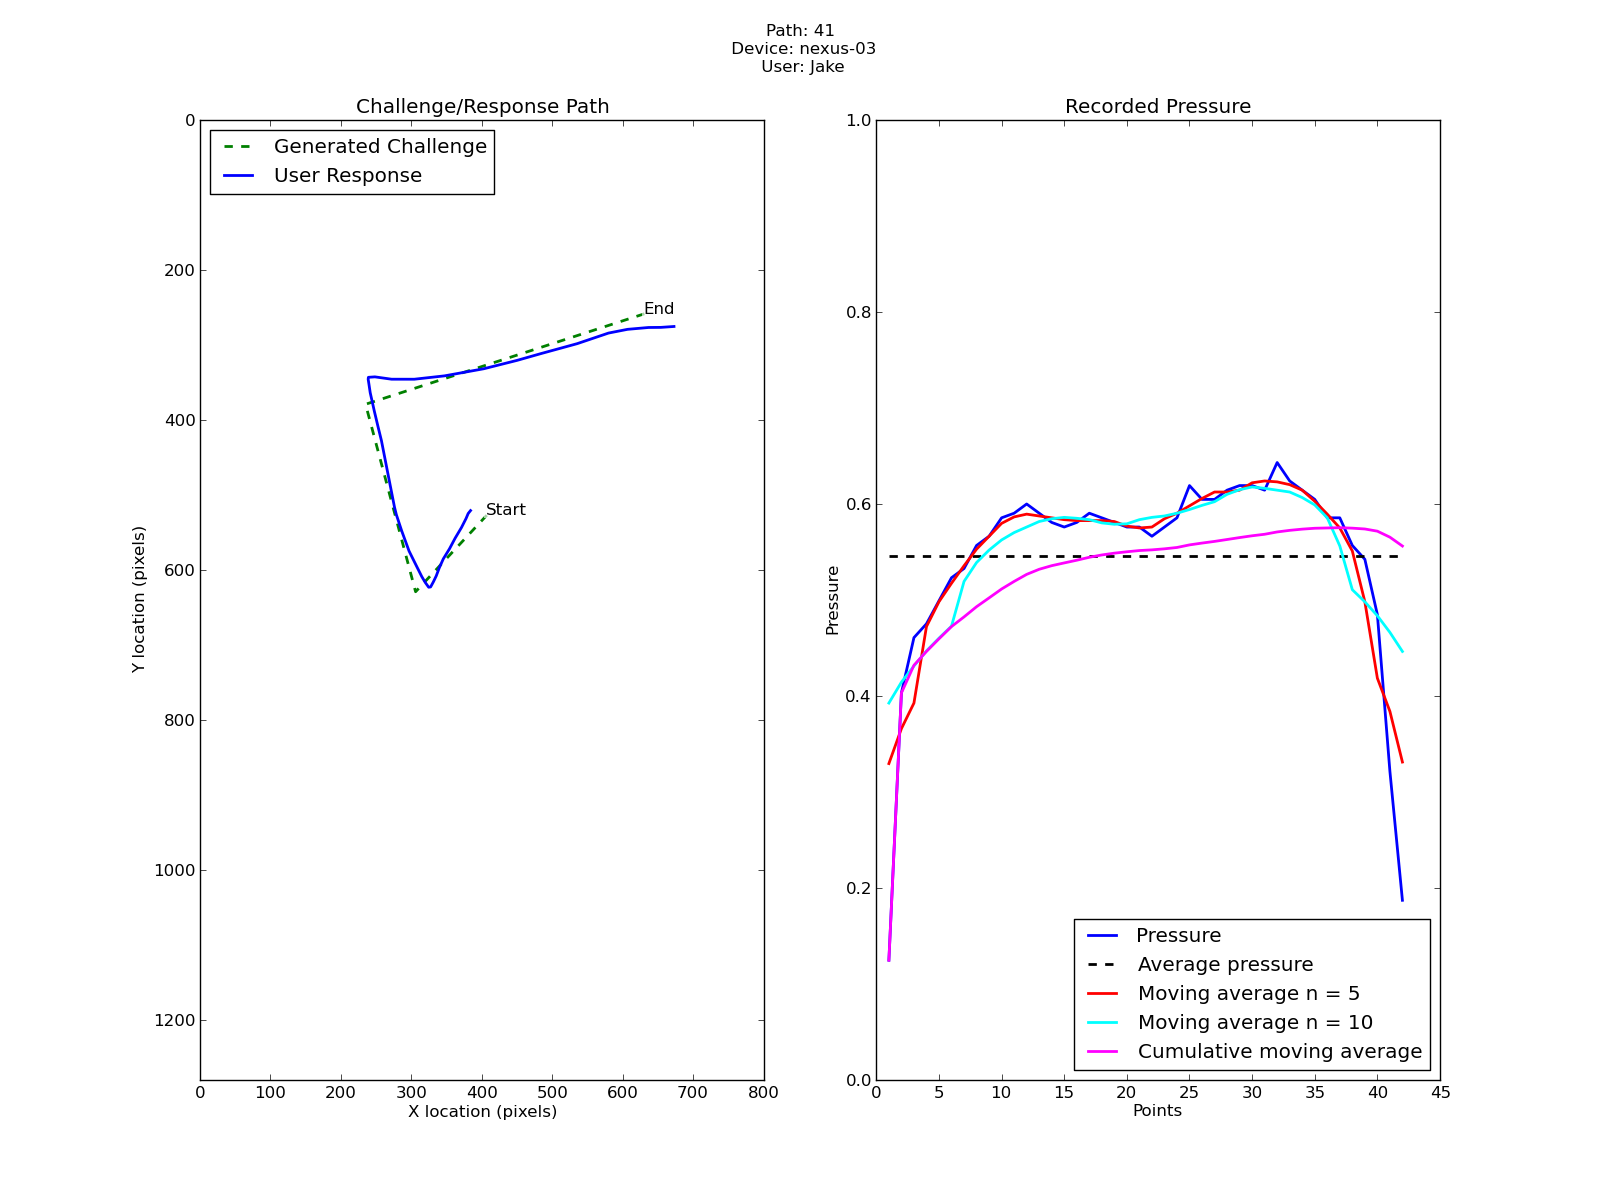 Path: 41
Device: nexus-03
User: Jake
Challenge/Response Path
Generated Challenge
User Response
End
Start
0
200
400
600
800
1000
1200
Y location (pixels)
0 100 200 300 400 500 600 700 800
X location (pixels)
Recorded Pressure
1.0
0.8
0.6
0.4
0.2
0.0
Pressure
Pressure
Average pressure
Moving average n = 5
Moving average n = 10
Cumulative moving average
0 5 10 15 20 25 30 35 40 45
Points